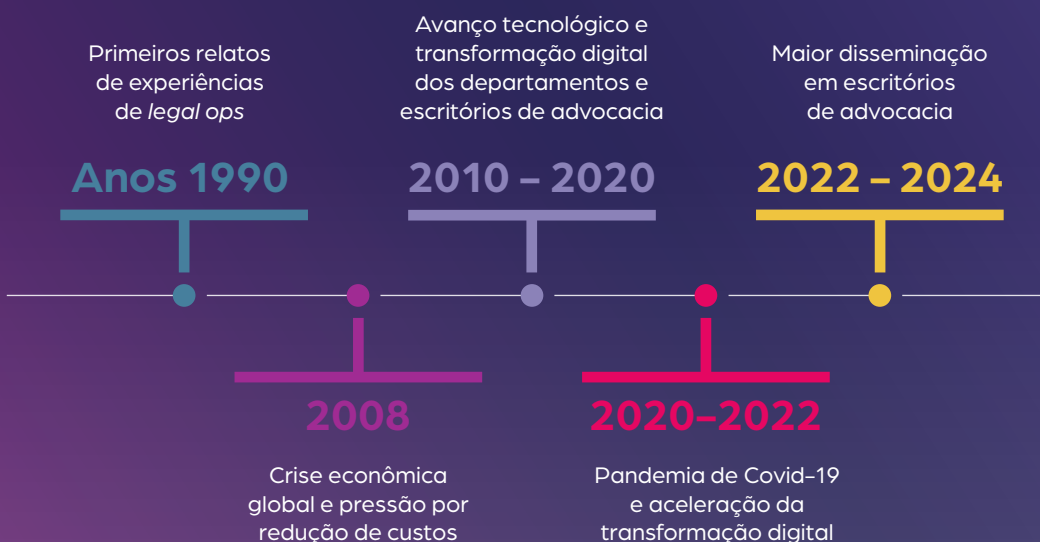 Primeiros relatos
de experiências
de legal ops
Anos 1990
Crise econômica
global e pressão por
redução de custos
2008
Avanço tecnológico e
transformação digital
dos departamentos e
escritórios de advocacia
2010 – 2020
2020–2022
Pandemia de Covid-19
e aceleração da
transformação digital
Maior disseminação
em escritórios
de advocacia
2022 – 2024